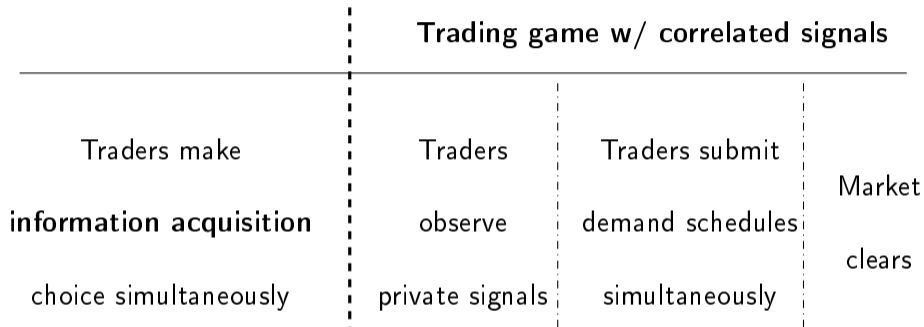 Trading game w/ correlated signals
Traders make
information acquisition
choice simultaneously
Traders
observe
private signals
Traders submit
demand schedules
simultaneously
Market
clears